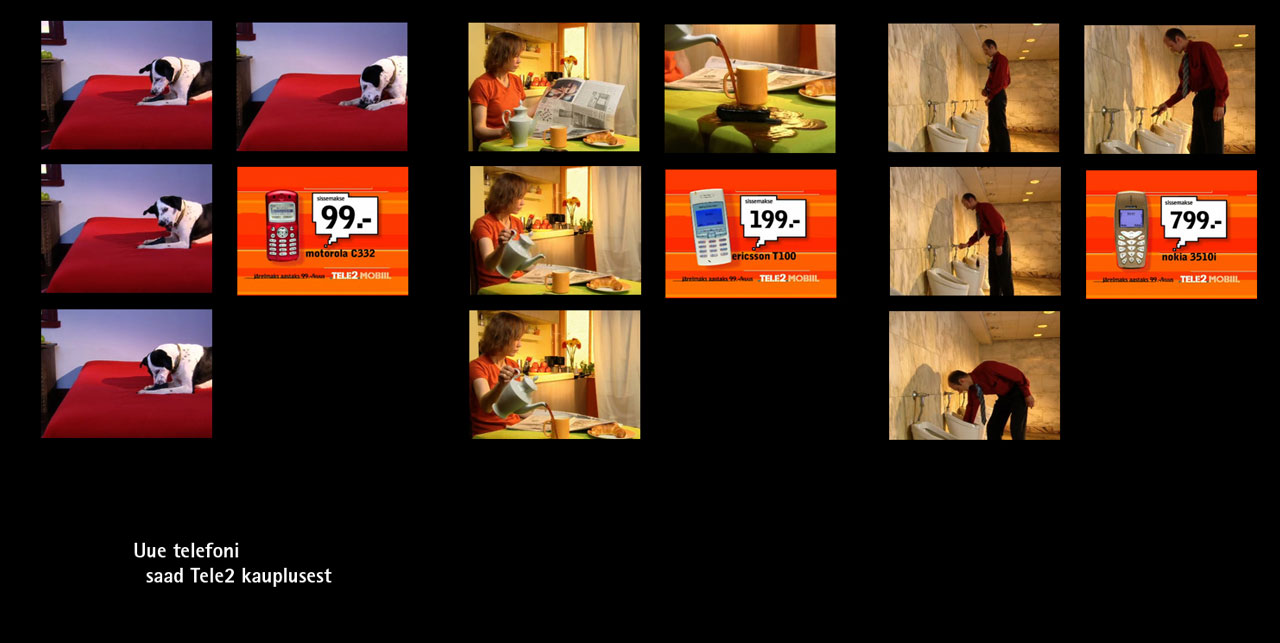 sissemakse
99.-
motorola C332
järelmaks aastaks 99.-/kuus TELE2 MOBIIL
sissemakse
199.-
ericsson T100
järelmaks aastaks 99.-/kuus TELE2 MOBIIL
sissemakse
799.-
nokia 3510i
järelmaks aastaks 99.-/kuus TELE2 MOBIIL
Uue telefoni
saad Tele2 kauplusest